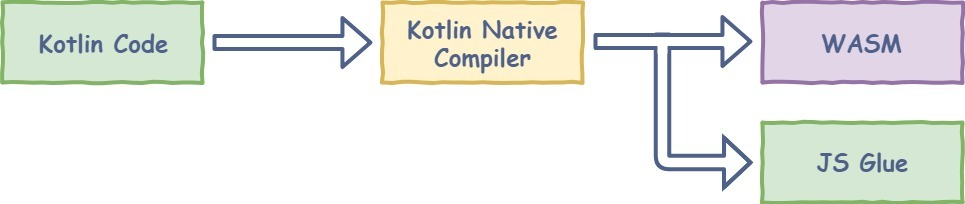 Kotlin Code
Kotlin Native
Compiler
WASM
JS Glue